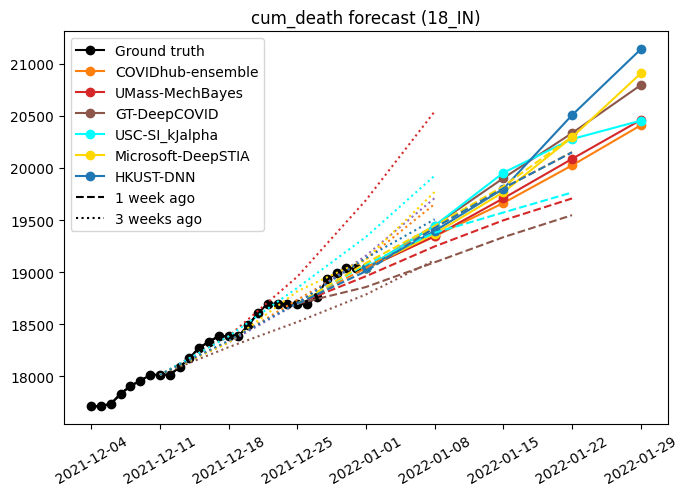 cum_death forecast (18_IN)
Ground truth
COVIDhub-ensemble
UMass-MechBayes
GT-DeepCOVID
USC-SI_kJalpha
Microsoft-DeepSTIA
HKUST-DNN
1 week ago
3 weeks ago
21000
20500
20000
19500
19000
18500
18000
2021-12-04
2021-12-11
2021-12-18
2021-12-25
2022-01-01
2022-01-08
2022-01-15
2022-01-22
2022-01-29